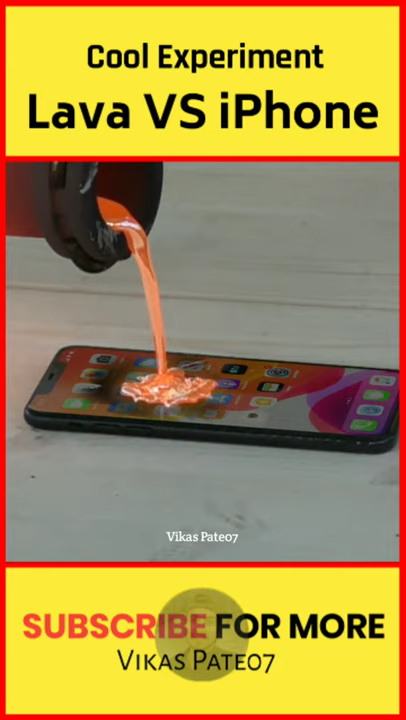 Cool Experiment
Lava VS iPhone
Vikas Pate07
SUBSCRIBE FOR MORE
VIKAS PATE07